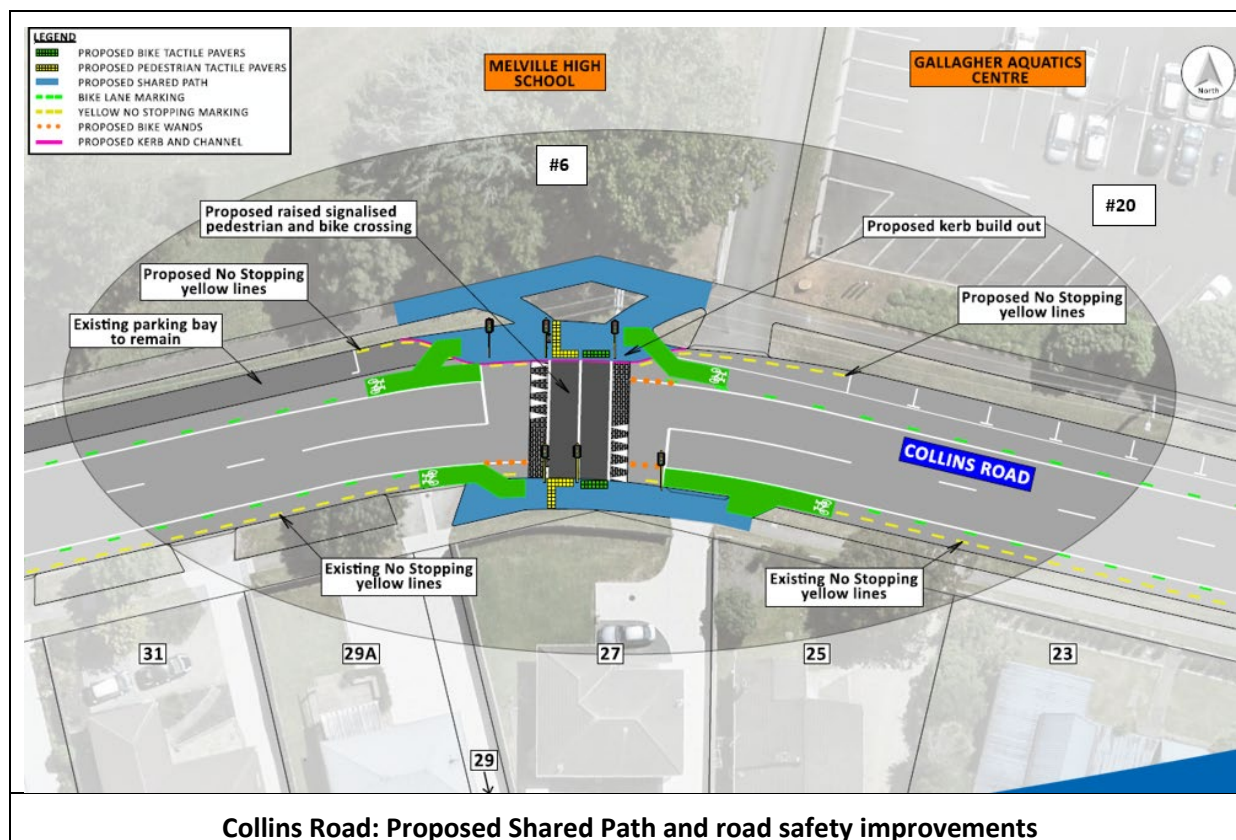 LEGEND
PROPOSED BIKE TACTILE PAVERS
PROPOSED PEDESTRIAN TACTILE PAVERS
PROPOSED SHARED PATH
BIKE LANE MARKING
YELLOW NO STOPPING MARKING
PROPOSED BIKE WANDS
PROPOSED KERB AND CHANNEL
MELVILLE HIGH
SCHOOL
GALLAGHER AQUATICS
CENTRE
North
#6
#20
Proposed raised signalised
pedestrian and bike crossing
Proposed kerb build out
Proposed No Stopping
yellow lines
Proposed No Stopping
yellow lines
Existing parking bay
to remain
COLLINS ROAD
Existing No Stopping
yellow lines
Existing No Stopping
yellow lines
31
29A
27
25
23
29
Collins Road: Proposed Shared Path and road safety improvements